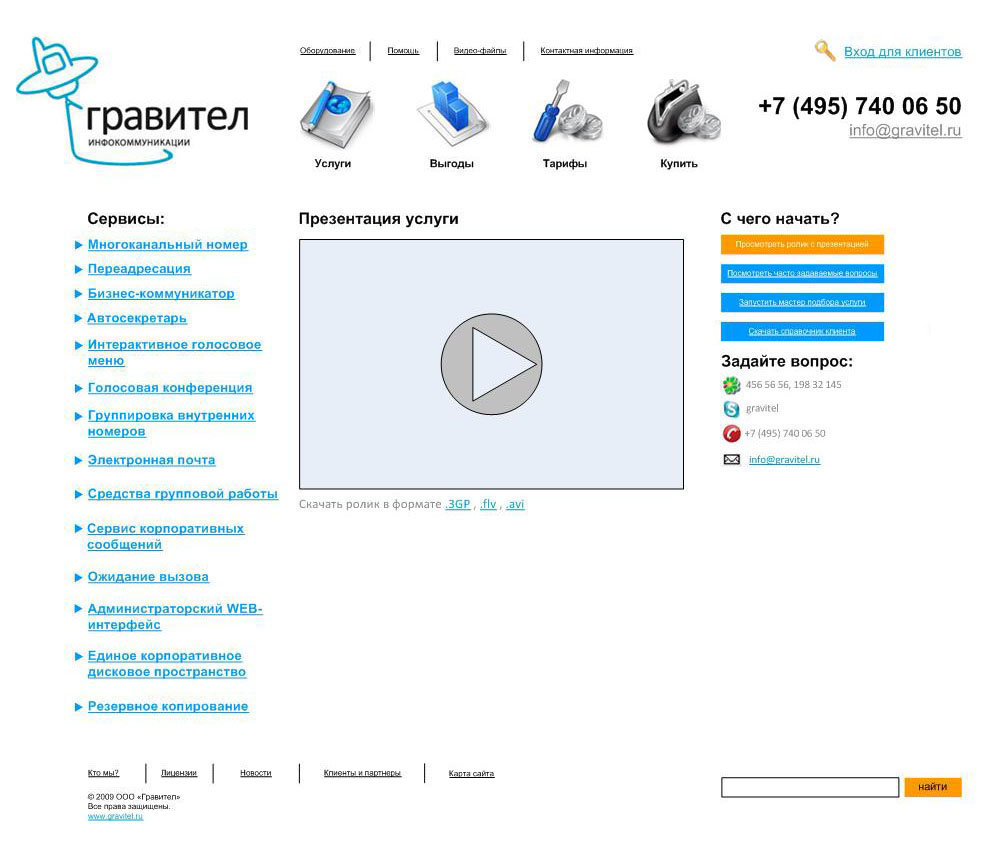 Оборудование
Помощь
Видео-файлы
Контактная информация
Вход для клиентов
гравител
ИНФОКОММУНИКАЦИИ
Услуги
Выгоды
Тарифы
Купить
+7 (495) 740 06 50
info@gravitel.ru
Сервисы:
Многоканальный номер
Переадресация
Бизнес-коммуникатор
Автосекретарь
Интерактивное голосовое
меню
Голосовая конференция
Группировка внутренних
номеров
Электронная почта
Средства групповой работы
Сервис корпоративных
сообщений
Ожидание вызова
Администраторский WEB-
интерфейс
Единое корпоративное
дисковое пространство
Резервное копирование
Презентация услуги
Скачать ролик в формате .3GP , .flv , .avi
С чего начать?
Просмотреть ролик с презентацией
Посмотреть часто задаваемые вопросы
Запустить мастер подбора услуги
Скачать справочник клиента
Задайте вопрос:
456 56 56, 198 32 145
gravitel
+7 (495) 740 06 50
info@gravitel.ru
Кто мы?
Лицензии
Новости
Клиенты и партнеры
Карта сайта
© 2009 ООО «Гравител»
Все права защищены.
www.gravitel.ru
найти